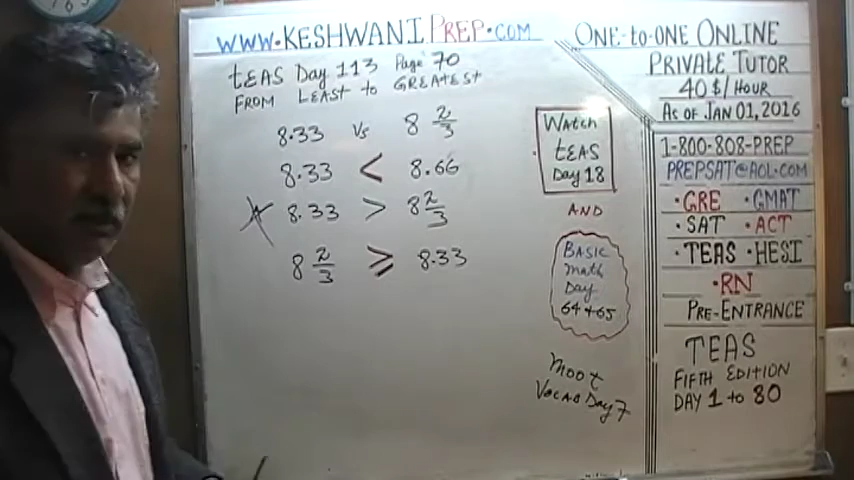 www.KESHWANIPREP.com
tEAS Day 113 Page 70
FROM LEAST to GREATEST
8.33 Vs 8 2/3
8.33 < 8.66
A 8.33 > 8 2/3
8 2/3 ≥ 8.33
Watch
tEAS
Day 18
AND
BASIC
math
Day
64+65
moot
Vocab Day 7
ONE-to-ONE ONLINE
PRIVATE TUTOR
40 $/HOUR
AS OF JAN 01, 2016
1-800-808-PREP
PREPSAT@AOL.COM
•GRE •GMAT
•SAT •ACT
•TEAS •HESI
•RN
PRE-ENTRANCE
TEAS
FIFTH EDITION
DAY 1 to 80